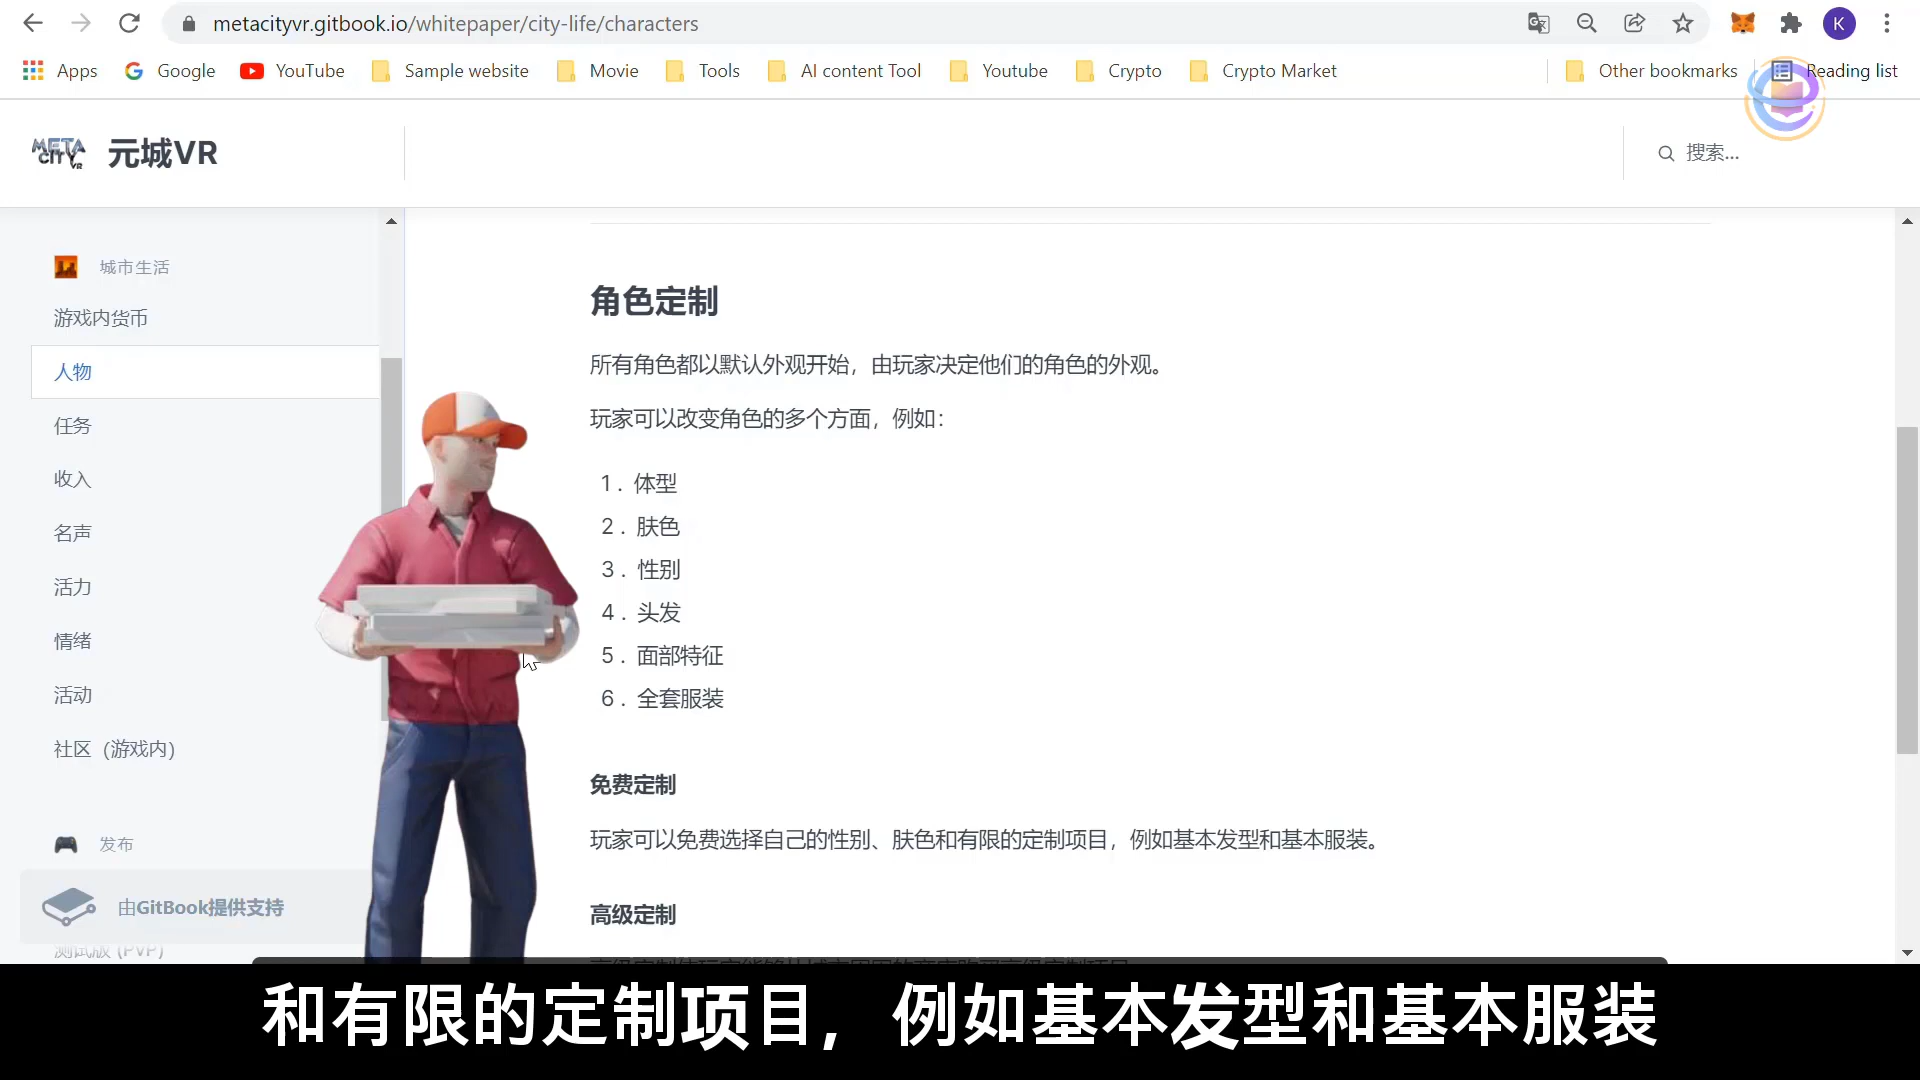 metacityvr.gitbook.io/whitepaper/city-life/characters
K
Apps
Google
YouTube
Sample website
Movie
Tools
AI content Tool
Youtube
Crypto
Crypto Market
Other bookmarks
Reading list
META CITY VR
元城VR
搜索...
城市生活
游戏内货币
人物
任务
收入
名声
活力
情绪
活动
社区（游戏内）
发布
由GitBook提供支持
测试版 (PVP)
角色定制
所有角色都以默认外观开始，由玩家决定他们的角色的外观。
玩家可以改变角色的多个方面，例如：
1. 体型
2. 肤色
3. 性别
4. 头发
5. 面部特征
6. 全套服装
免费定制
玩家可以免费选择自己的性别、肤色和有限的定制项目，例如基本发型和基本服装。
高级定制
和有限的定制项目，例如基本发型和基本服装